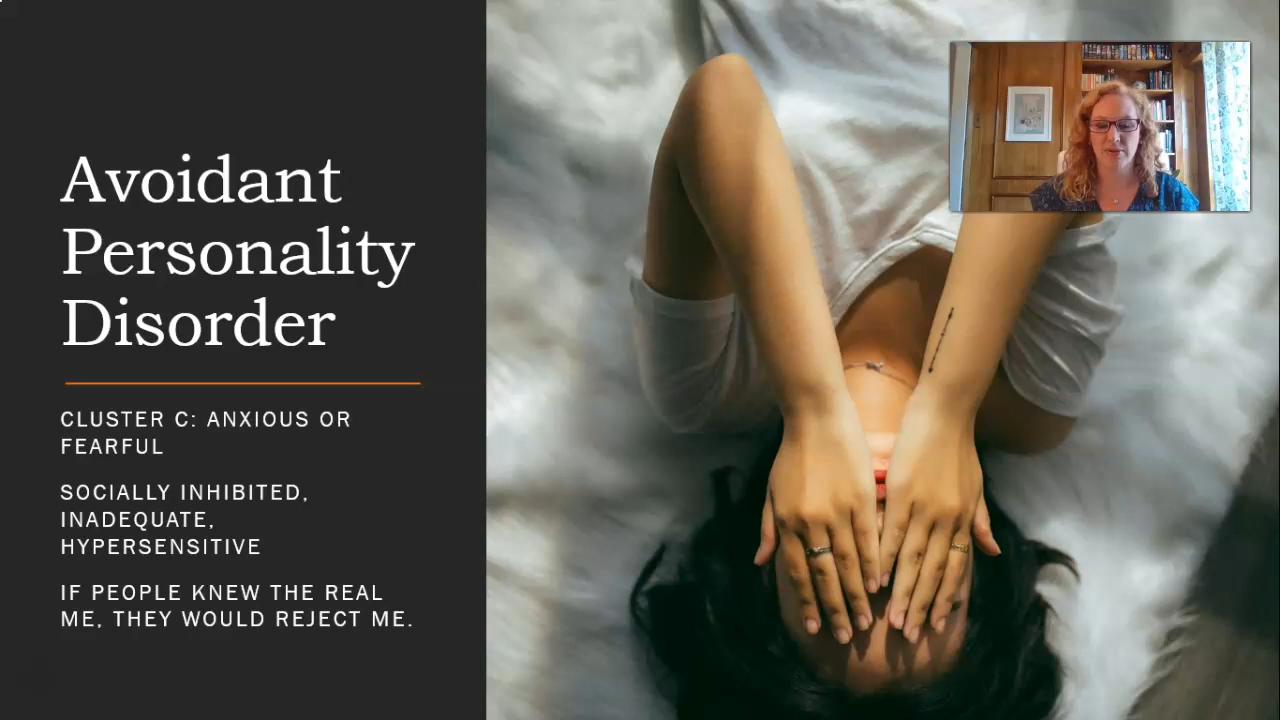 Avoidant
Personality
Disorder
CLUSTER C: ANXIOUS OR
FEARFUL
SOCIALLY INHIBITED,
INADEQUATE,
HYPERSENSITIVE
IF PEOPLE KNEW THE REAL
ME, THEY WOULD REJECT ME.